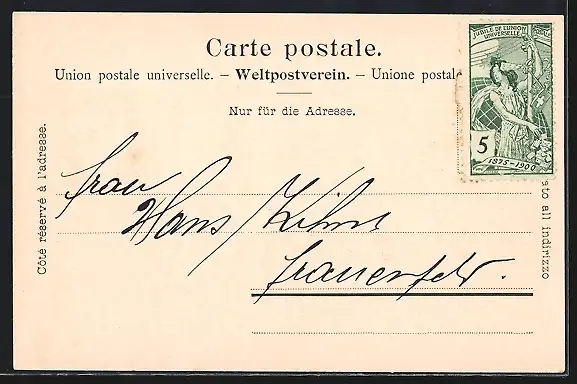 Carte postale.
Union postale universelle. – Weltpostverein. – Unione postale
Nur für die Adresse.
Côté réservé à l'adresse.
JUBILÉ DE L'UNION POSTALE
UNIVERSELLE
5
1875–1900
ato all indirizzo
Frau
Hans
Frauenfeld.